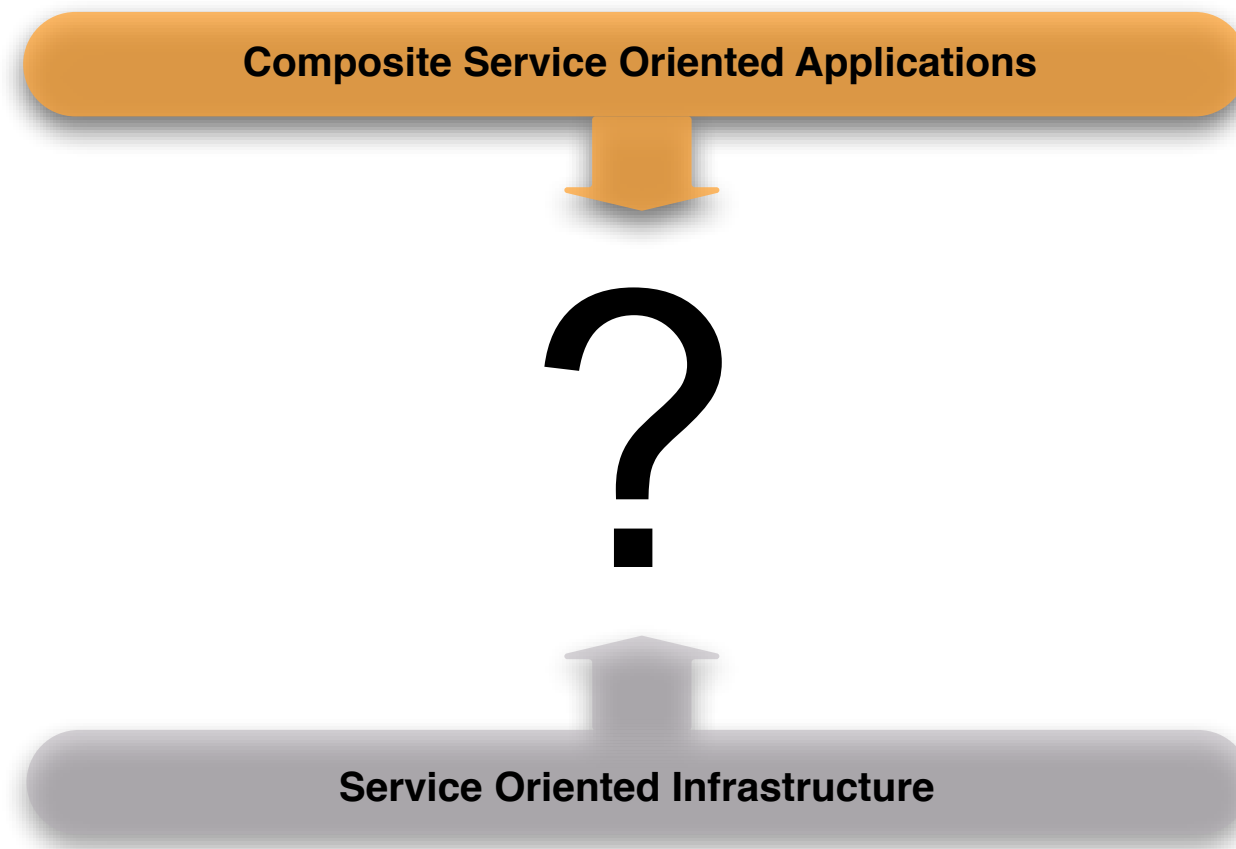 Composite Service Oriented Applications
?
Service Oriented Infrastructure